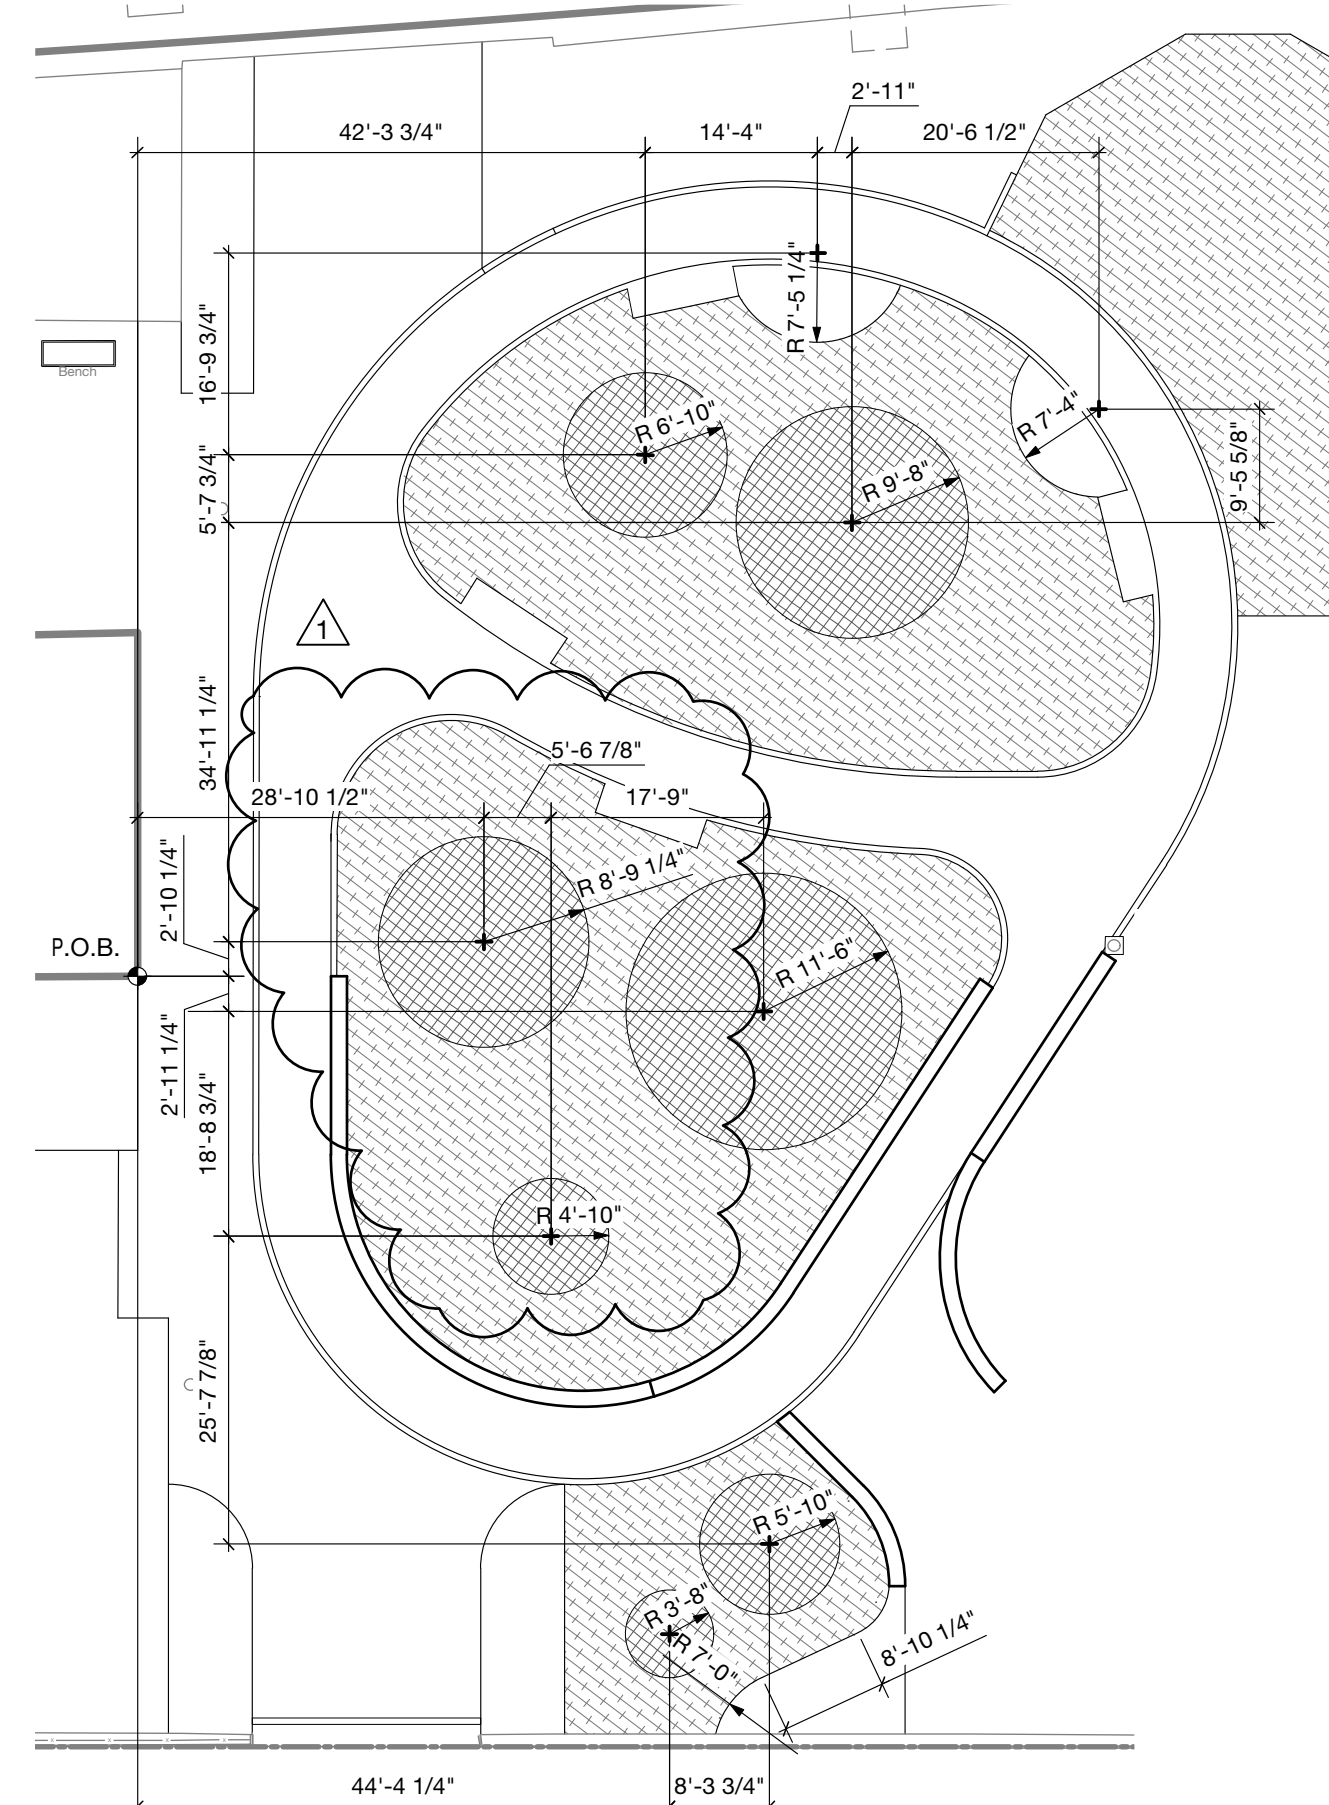 2'-11"
42'-3 3/4"
14'-4"
20'-6 1/2"
R 7'-5 1/4"
16'-9 3/4"
Bench
R 6'-10"
R 7'-4"
9'-5 5/8"
5'-7 3/4"
R 9'-8"
1
34'-11 1/4"
5'-6 7/8"
28'-10 1/2"
17'-9"
2'-10 1/4"
R 8'-9 1/4"
P.O.B.
R 11'-6"
2'-11 1/4"
18'-8 3/4"
R 4'-10"
25'-7 7/8"
R 5'-10"
R 3'-8"
R 7'-0"
8'-10 1/4"
44'-4 1/4"
8'-3 3/4"